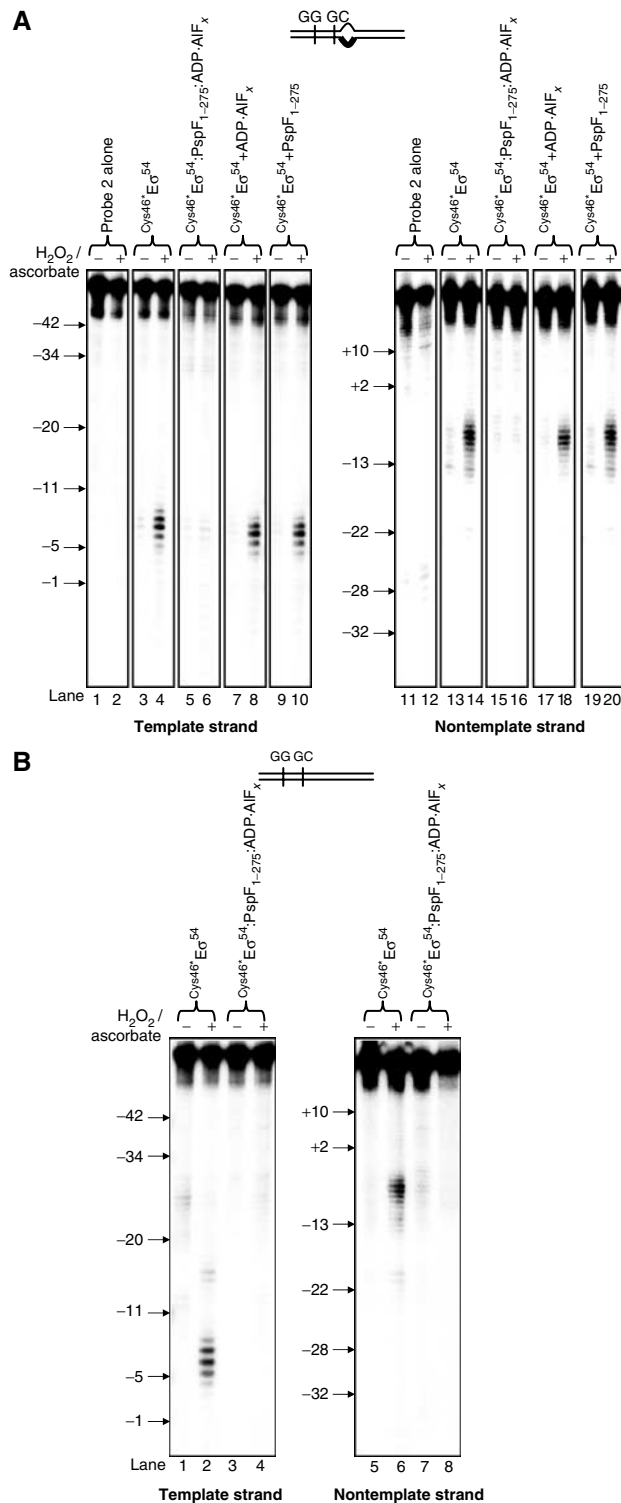 A
GG GC
Probe 2 alone
Cys46*Eσ54
Cys46*Eσ54:PspF1–275:ADP·AlFx
Cys46*Eσ54+ADP·AlFx
Cys46*Eσ54+PspF1–275
Probe 2 alone
Cys46*Eσ54
Cys46*Eσ54:PspF1–275:ADP·AlFx
Cys46*Eσ54+ADP·AlFx
Cys46*Eσ54+PspF1–275
H2O2/
ascorbate
– + – + – + – + – + – + – + – + – + – +
–42
–34
–20
–11
–5
–1
+10
+2
–13
–22
–28
–32
Lane 1 2 3 4 5 6 7 8 9 10 11 12 13 14 15 16 17 18 19 20
Template strand Nontemplate strand
B
GG GC
Cys46*Eσ54
Cys46*Eσ54:PspF1–275:ADP·AlFx
Cys46*Eσ54
Cys46*Eσ54:PspF1–275:ADP·AlFx
H2O2/
ascorbate
– + – + – + – +
–42
–34
–20
–11
–5
–1
+10
+2
–13
–22
–28
–32
Lane 1 2 3 4 5 6 7 8
Template strand Nontemplate strand